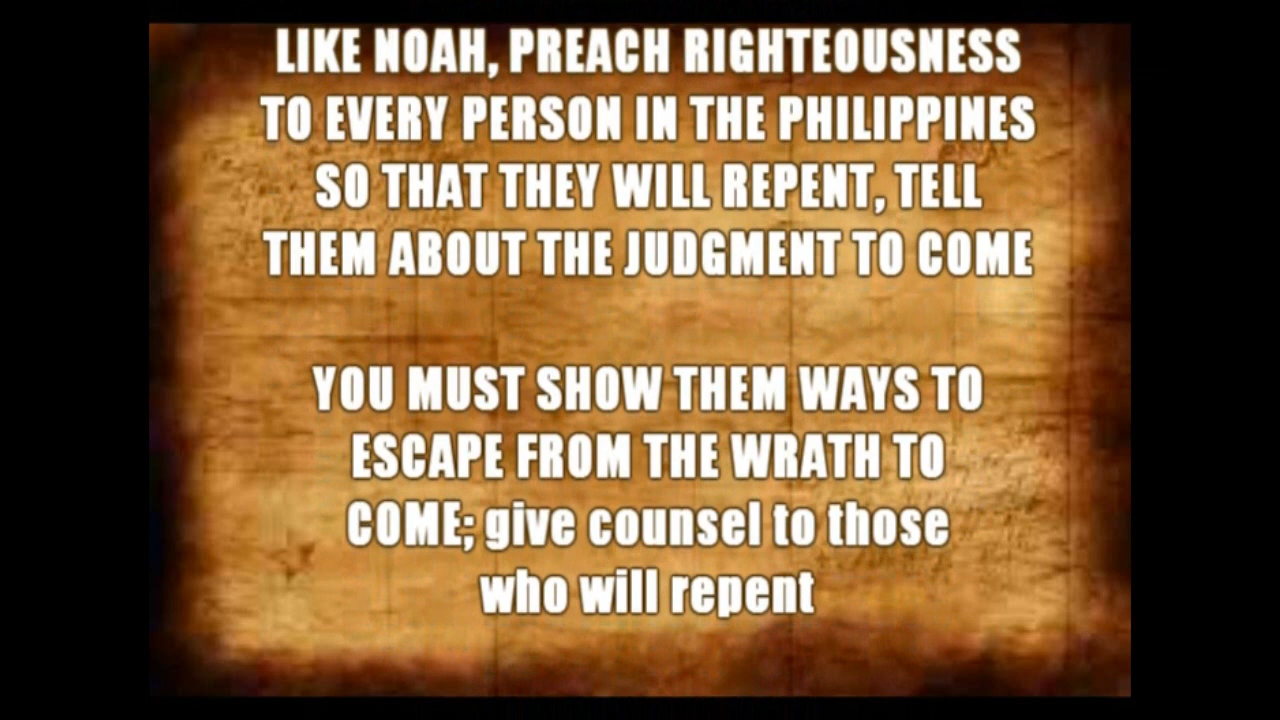 LIKE NOAH, PREACH RIGHTEOUSNESS
TO EVERY PERSON IN THE PHILIPPINES
SO THAT THEY WILL REPENT, TELL
THEM ABOUT THE JUDGMENT TO COME
YOU MUST SHOW THEM WAYS TO
ESCAPE FROM THE WRATH TO
COME; give counsel to those
who will repent